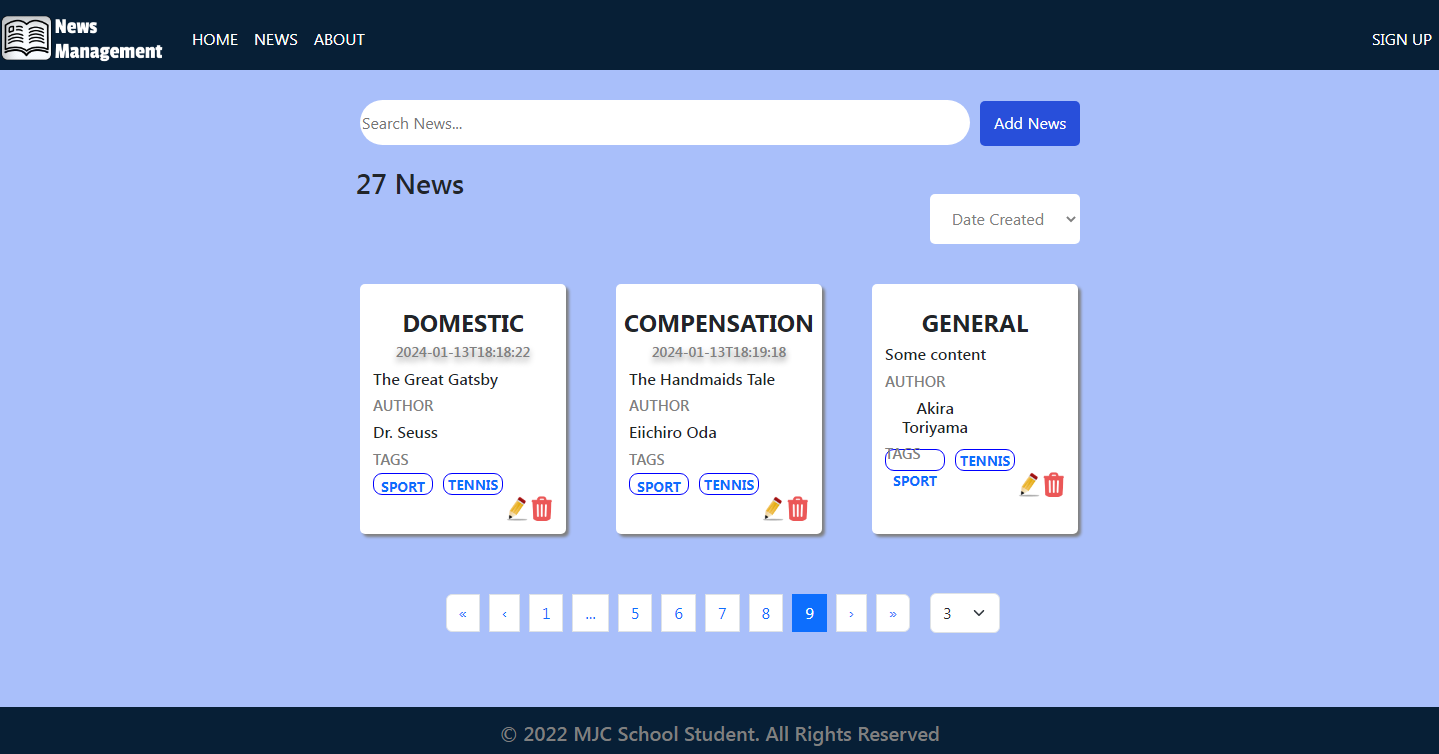 News
Management
HOME NEWS ABOUT SIGN UP
Search News...
Add News
27 News
Date Created
DOMESTIC
2024-01-13T18:18:22
The Great Gatsby
AUTHOR
Dr. Seuss
TAGS
SPORT TENNIS
COMPENSATION
2024-01-13T18:19:18
The Handmaids Tale
AUTHOR
Eiichiro Oda
TAGS
SPORT TENNIS
GENERAL
Some content
AUTHOR
Akira
Toriyama
TAGS
TENNIS
SPORT
« ‹ 1 ... 5 6 7 8 9 › » 3
© 2022 MJC School Student. All Rights Reserved